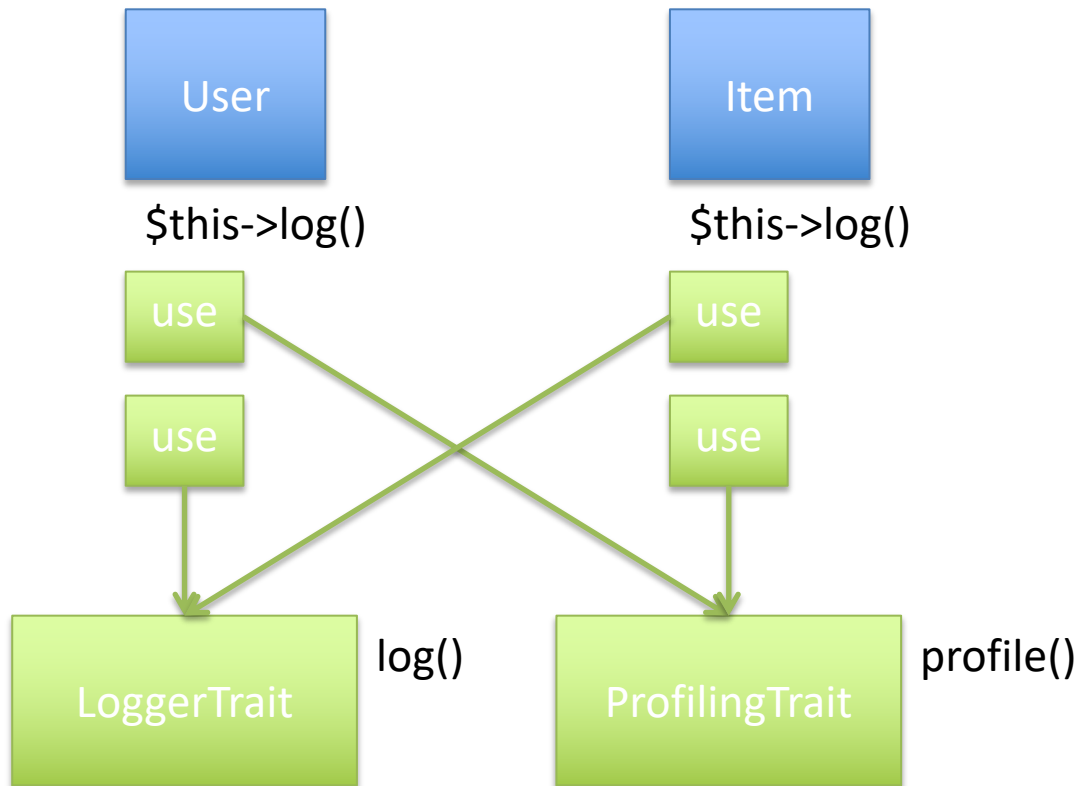 User
Item
$this->log()
$this->log()
use
use
use
use
log()
profile()
LoggerTrait
ProfilingTrait